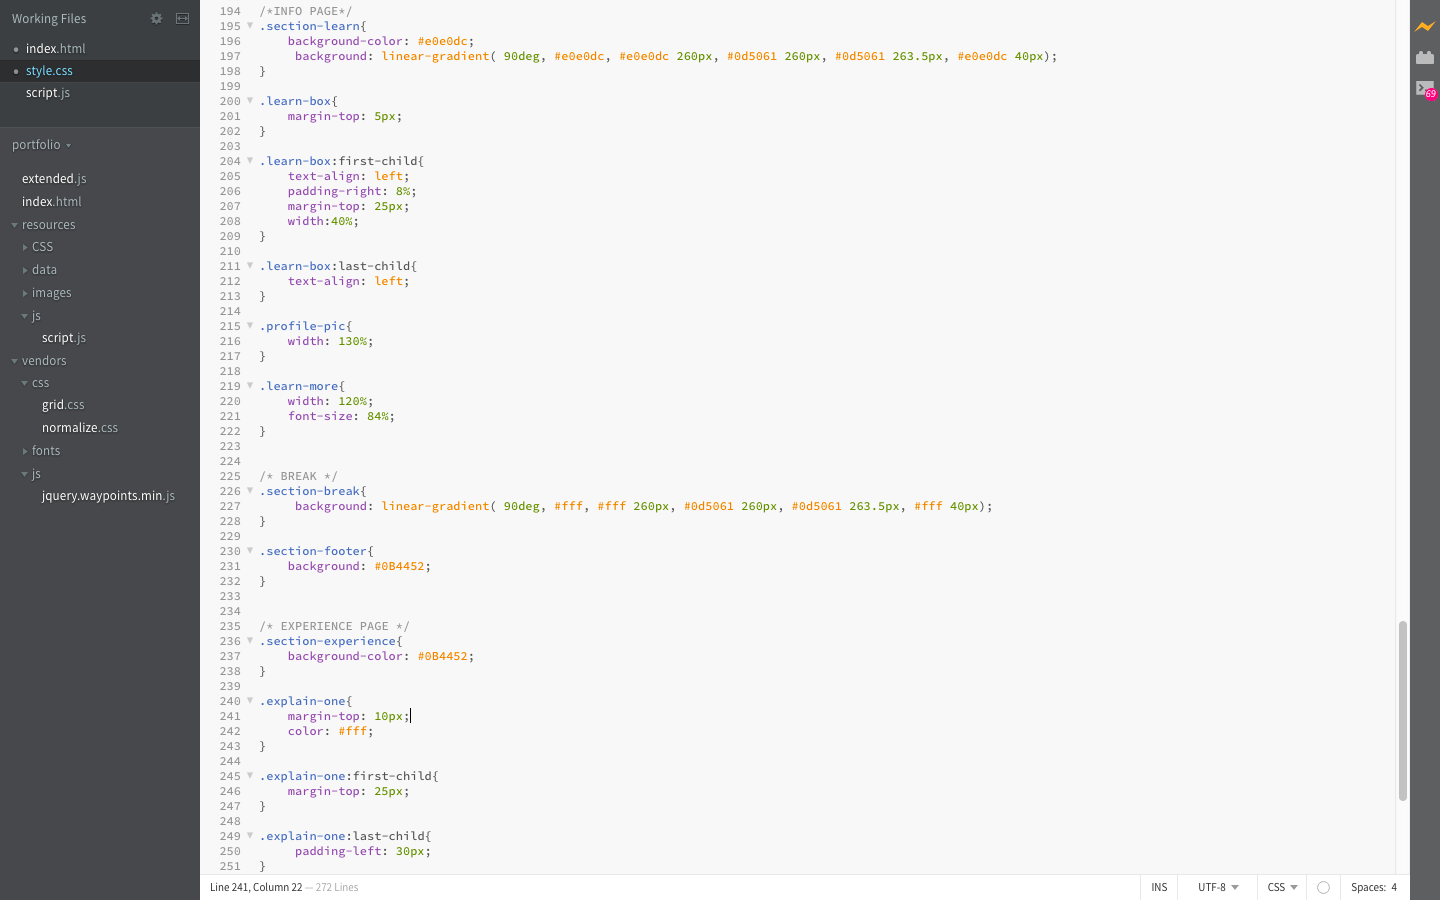 Working Files
index.html
style.css
script.js
portfolio
extended.js
index.html
resources
CSS
data
images
js
script.js
vendors
css
grid.css
normalize.css
fonts
js
jquery.waypoints.min.js
194 /*INFO PAGE*/
195 .section-learn{
196 background-color: #e0e0dc;
197 background: linear-gradient( 90deg, #e0e0dc, #e0e0dc 260px, #0d5061 260px, #0d5061 263.5px, #e0e0dc 40px);
198 }
199
200 .learn-box{
201 margin-top: 5px;
202 }
203
204 .learn-box:first-child{
205 text-align: left;
206 padding-right: 8%;
207 margin-top: 25px;
208 width:40%;
209 }
210
211 .learn-box:last-child{
212 text-align: left;
213 }
214
215 .profile-pic{
216 width: 130%;
217 }
218
219 .learn-more{
220 width: 120%;
221 font-size: 84%;
222 }
223
224
225 /* BREAK */
226 .section-break{
227 background: linear-gradient( 90deg, #fff, #fff 260px, #0d5061 260px, #0d5061 263.5px, #fff 40px);
228 }
229
230 .section-footer{
231 background: #0B4452;
232 }
233
234
235 /* EXPERIENCE PAGE */
236 .section-experience{
237 background-color: #0B4452;
238 }
239
240 .explain-one{
241 margin-top: 10px;
242 color: #fff;
243 }
244
245 .explain-one:first-child{
246 margin-top: 25px;
247 }
248
249 .explain-one:last-child{
250 padding-left: 30px;
251 }
69
Line 241, Column 22 — 272 Lines
INS UTF-8 CSS Spaces: 4